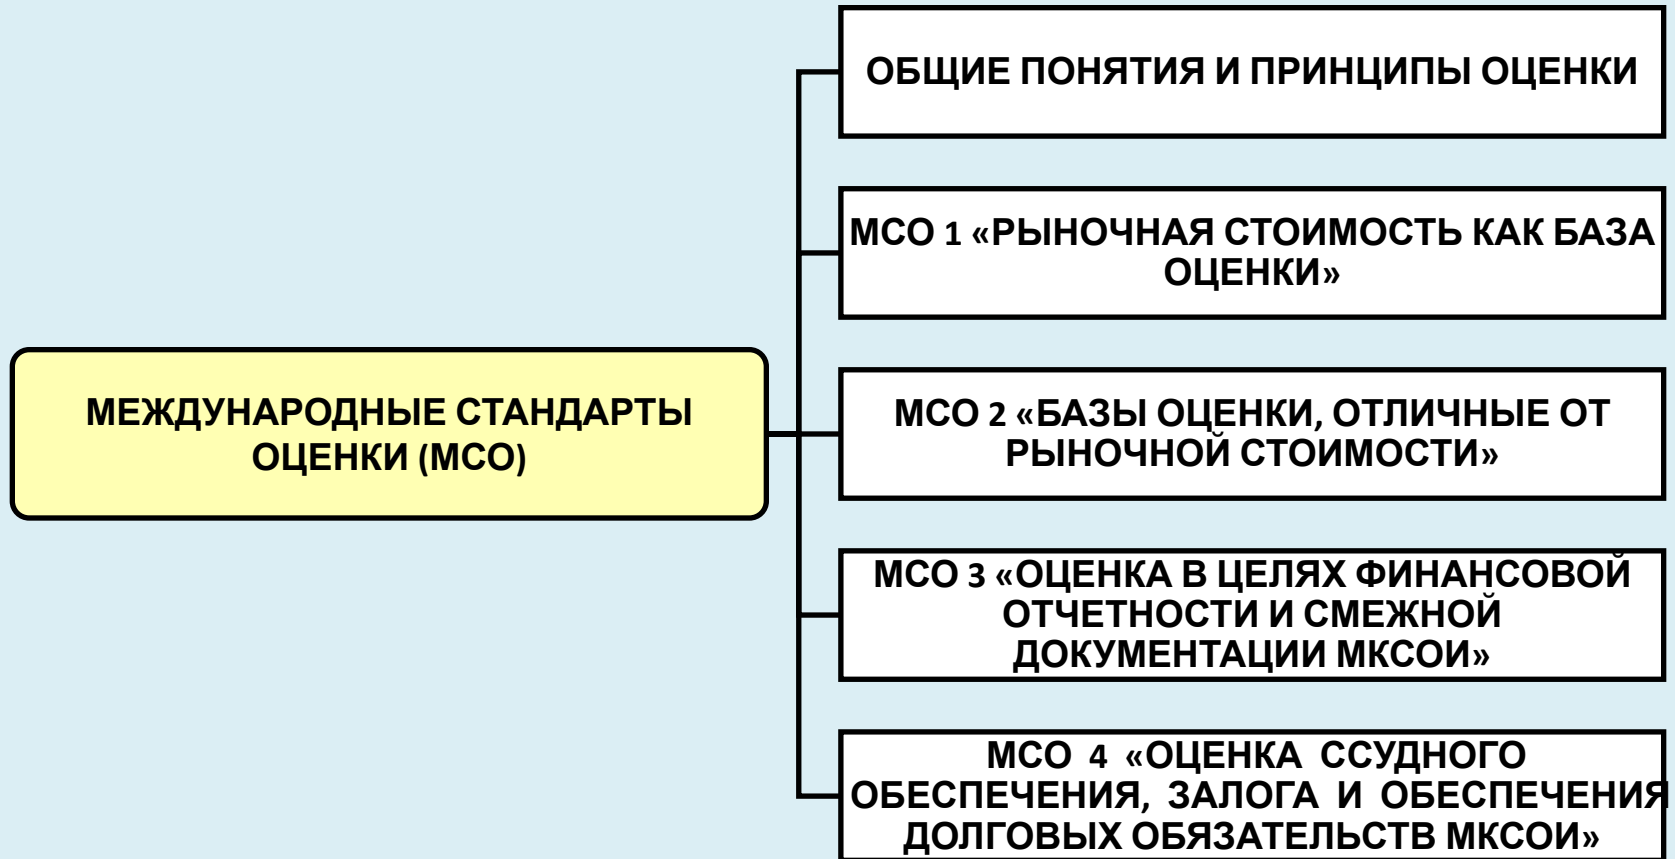 ОБЩИЕ ПОНЯТИЯ И ПРИНЦИПЫ ОЦЕНКИ
МСО 1 «РЫНОЧНАЯ СТОИМОСТЬ КАК БАЗА
ОЦЕНКИ»
МЕЖДУНАРОДНЫЕ СТАНДАРТЫ
ОЦЕНКИ (МСО)
МСО 2 «БАЗЫ ОЦЕНКИ, ОТЛИЧНЫЕ ОТ
РЫНОЧНОЙ СТОИМОСТИ»
МСО 3 «ОЦЕНКА В ЦЕЛЯХ ФИНАНСОВОЙ
ОТЧЕТНОСТИ И СМЕЖНОЙ
ДОКУМЕНТАЦИИ МКСОИ»
МСО 4 «ОЦЕНКА ССУДНОГО
ОБЕСПЕЧЕНИЯ, ЗАЛОГА И ОБЕСПЕЧЕНИЯ
ДОЛГОВЫХ ОБЯЗАТЕЛЬСТВ МКСОИ»